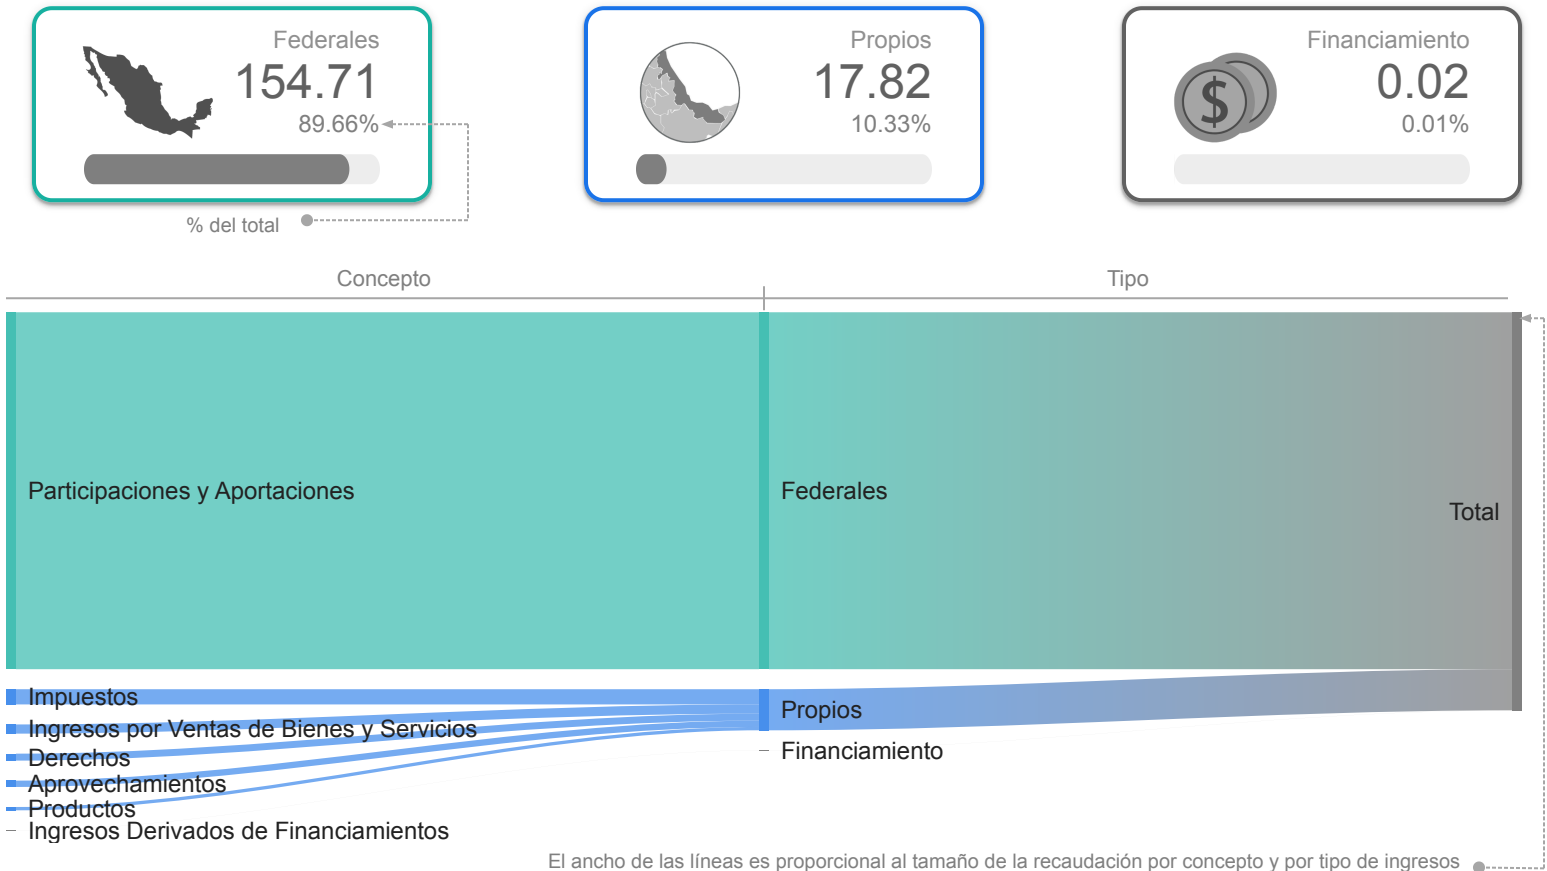 Federales
154.71
89.66%
Propios
17.82
10.33%
Financiamiento
$
0.02
0.01%
% del total
Concepto
Tipo
Participaciones y Aportaciones
Federales
Total
Impuestos
Ingresos por Ventas de Bienes y Servicios
Derechos
Aprovechamientos
Productos
Ingresos Derivados de Financiamientos
Propios
Financiamiento
El ancho de las líneas es proporcional al tamaño de la recaudación por concepto y por tipo de ingresos